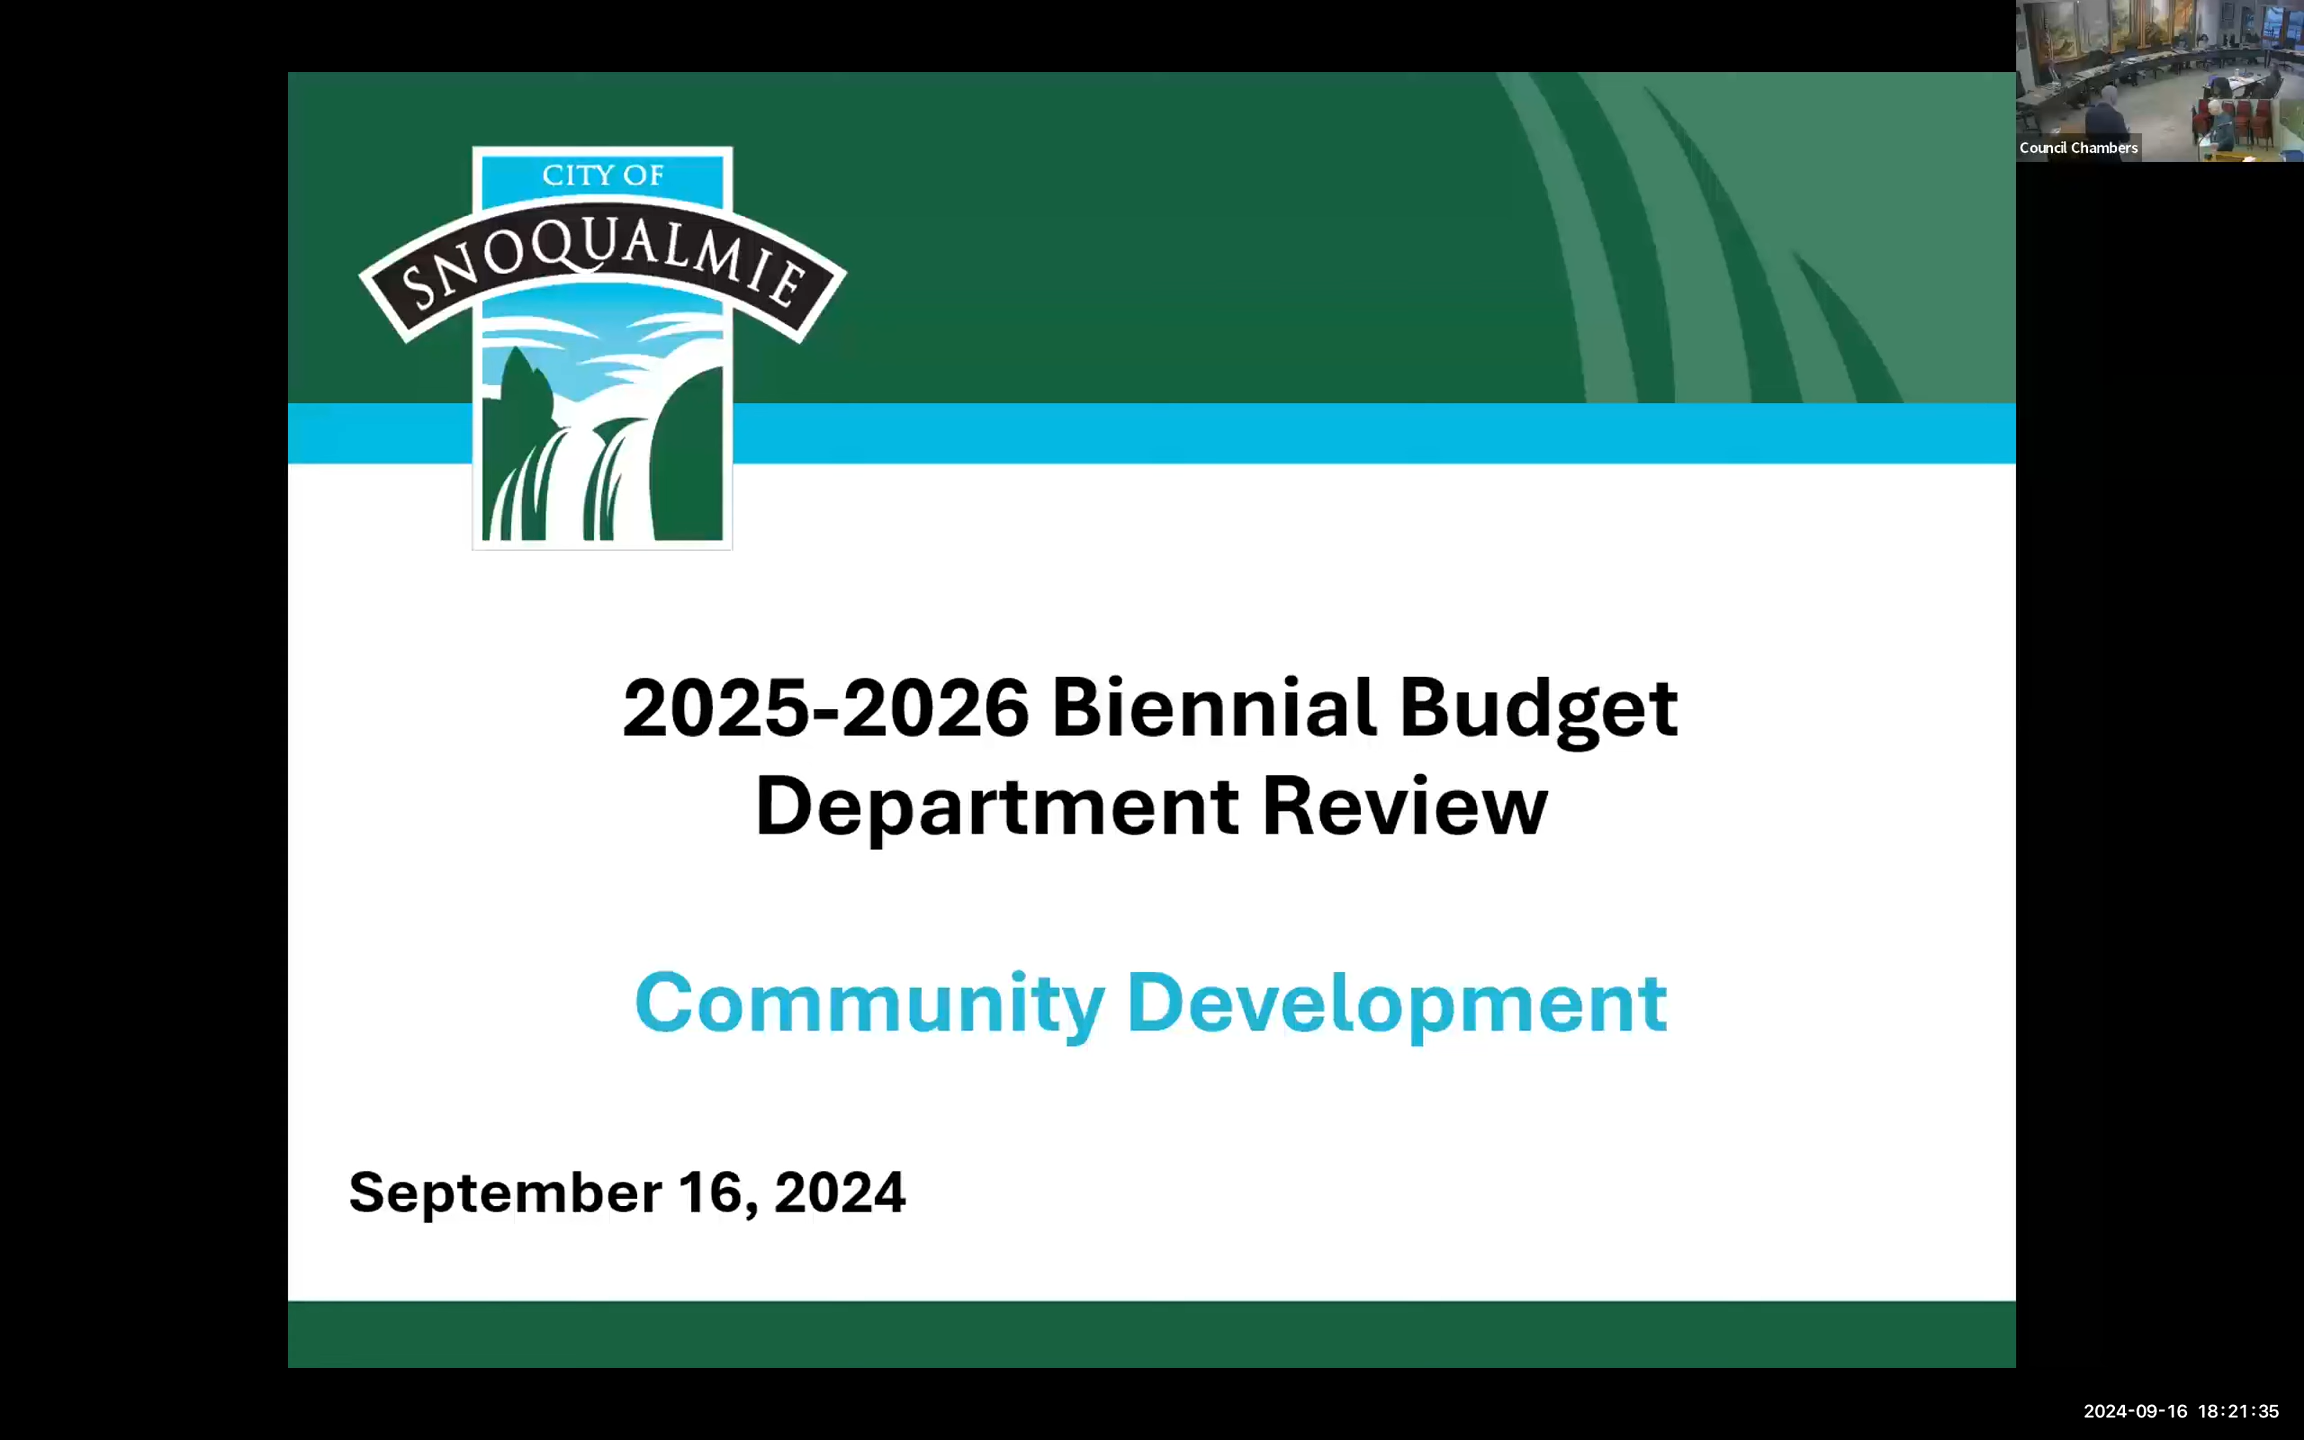 CITY OF
SNOQUALMIE
2025-2026 Biennial Budget
Department Review
Community Development
September 16, 2024
Council Chambers
2024-09-16 18:21:35